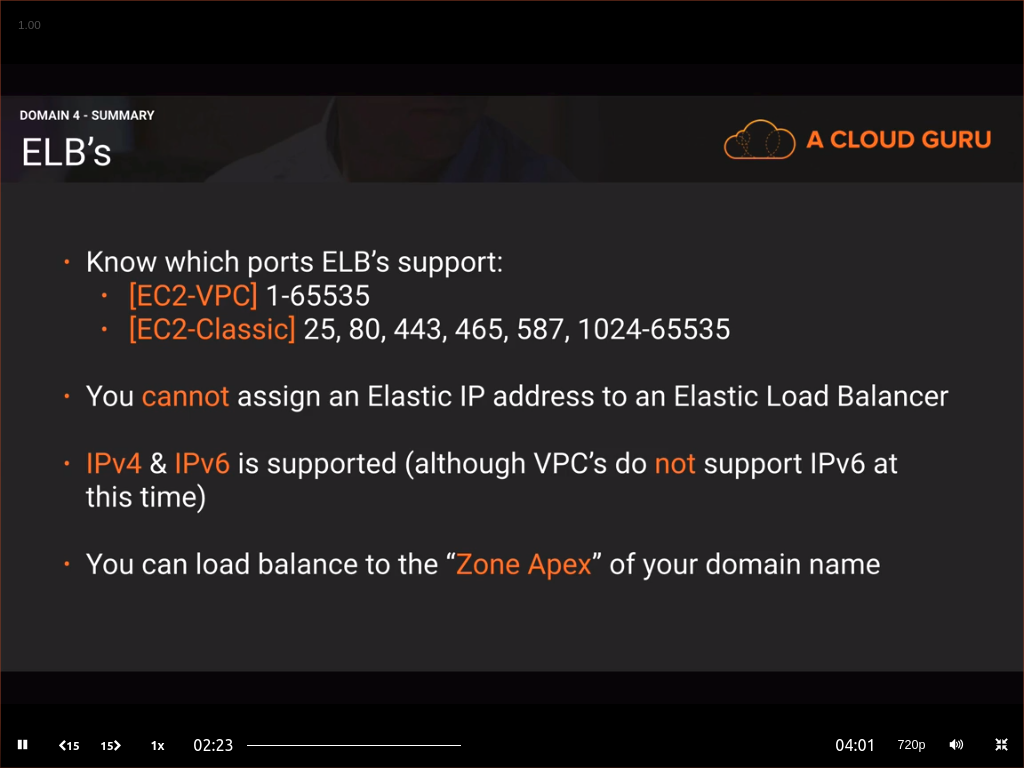 1.00
DOMAIN 4 - SUMMARY
ELB’s
A CLOUD GURU
• Know which ports ELB’s support:
• [EC2-VPC] 1-65535
• [EC2-Classic] 25, 80, 443, 465, 587, 1024-65535
• You cannot assign an Elastic IP address to an Elastic Load Balancer
• IPv4 & IPv6 is supported (although VPC’s do not support IPv6 at
this time)
• You can load balance to the “Zone Apex” of your domain name
15 15 1x 02:23 04:01 720p